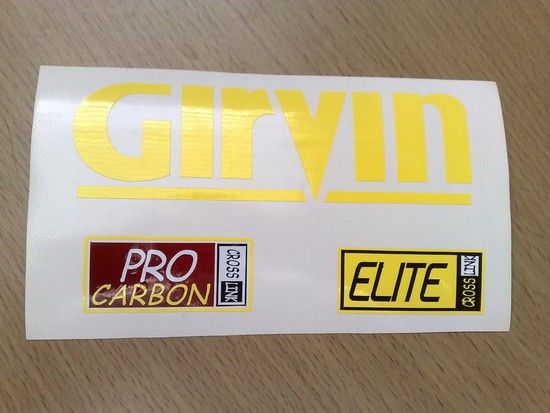 Girvin
PRO
CARBON
CROSS LINK
ELITE
CROSS LINK